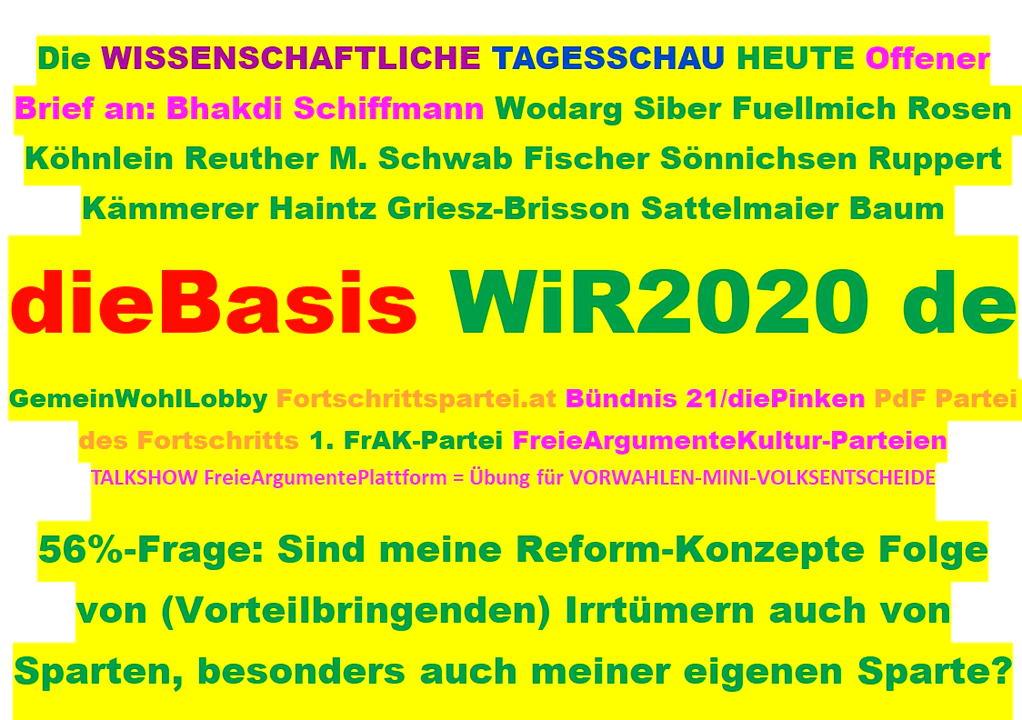 Die WISSENSCHAFTLICHE TAGESSCHAU HEUTE Offener
Brief an: Bhakdi Schiffmann Wodarg Siber Fuellmich Rosen
Köhnlein Reuther M. Schwab Fischer Sönnichsen Ruppert
Kämmerer Haintz Griesz-Brisson Sattelmaier Baum
dieBasis WiR2020 de
GemeinWohlLobby Fortschrittspartei.at Bündnis 21/diePinken PdF Partei
des Fortschritts 1. FrAK-Partei FreieArgumenteKultur-Parteien
TALKSHOW FreieArgumentePlattform = Übung für VORWAHLEN-MINI-VOLKSENTSCHEIDE
56%-Frage: Sind meine Reform-Konzepte Folge
von (Vorteilbringenden) Irrtümern auch von
Sparten, besonders auch meiner eigenen Sparte?